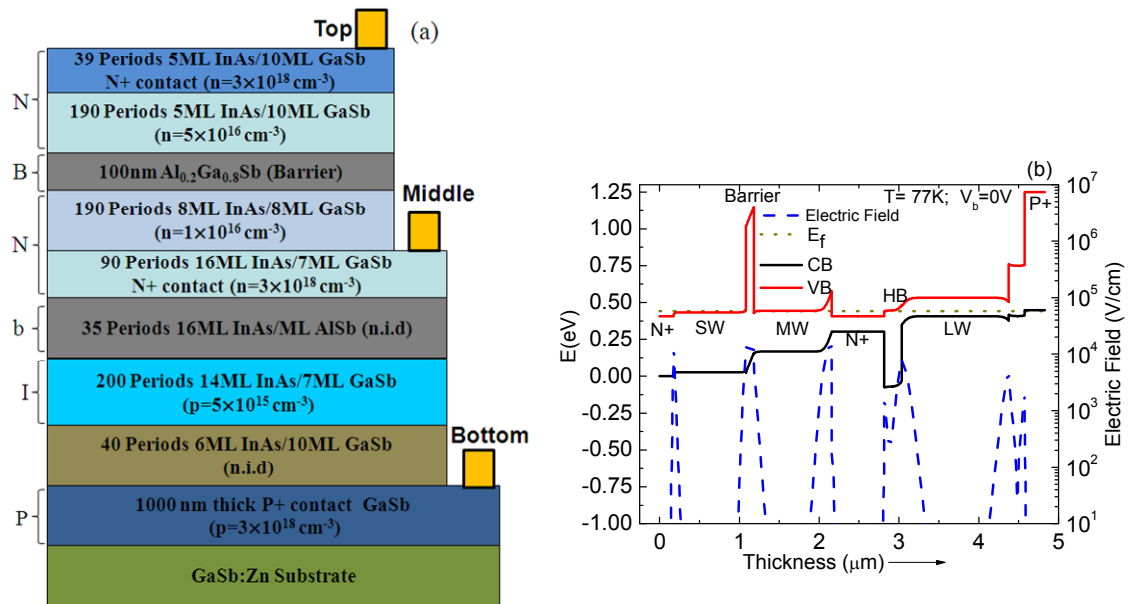 Top
(a)
39 Periods 5ML InAs/10ML GaSb
N+ contact (n=3×10¹⁸ cm⁻³)
N
190 Periods 5ML InAs/10ML GaSb
(n=5×10¹⁶ cm⁻³)
B
100nm Al₀.₂Ga₀.₈Sb (Barrier)
Middle
190 Periods 8ML InAs/8ML GaSb
(n=1×10¹⁶ cm⁻³)
N
90 Periods 16ML InAs/7ML GaSb
N+ contact (n=3×10¹⁸ cm⁻³)
b
35 Periods 16ML InAs/ML AlSb (n.i.d)
I
200 Periods 14ML InAs/7ML GaSb
(p=5×10¹⁵ cm⁻³)
40 Periods 6ML InAs/10ML GaSb
(n.i.d)
Bottom
P
1000 nm thick P+ contact GaSb
(p=3×10¹⁸ cm⁻³)
GaSb:Zn Substrate
(b)
Barrier
T= 77K; V_b=0V
P+
Electric Field
E_f
CB
VB
HB
N+
SW
MW
N+
LW
1.25
1.00
0.75
0.50
0.25
0.00
-0.25
-0.50
-0.75
-1.00
E(eV)
10⁷
10⁶
10⁵
10⁴
10³
10²
10¹
Electric Field (V/cm)
0 1 2 3 4 5
Thickness (μm)